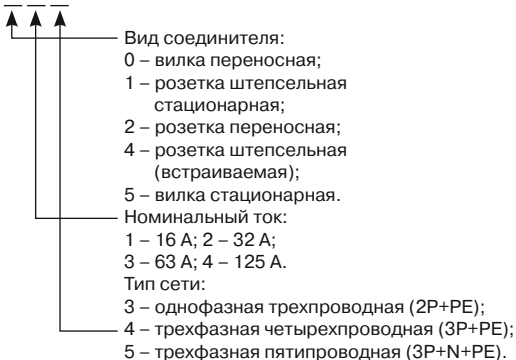 Вид соединителя:
0 – вилка переносная;
1 – розетка штепсельная
стационарная;
2 – розетка переносная;
4 – розетка штепсельная
(встраиваемая);
5 – вилка стационарная.
Номинальный ток:
1 – 16 А; 2 – 32 А;
3 – 63 А; 4 – 125 А.
Тип сети:
3 – однофазная трехпроводная (2P+PE);
4 – трехфазная четырехпроводная (3P+PE);
5 – трехфазная пятипроводная (3P+N+PE).